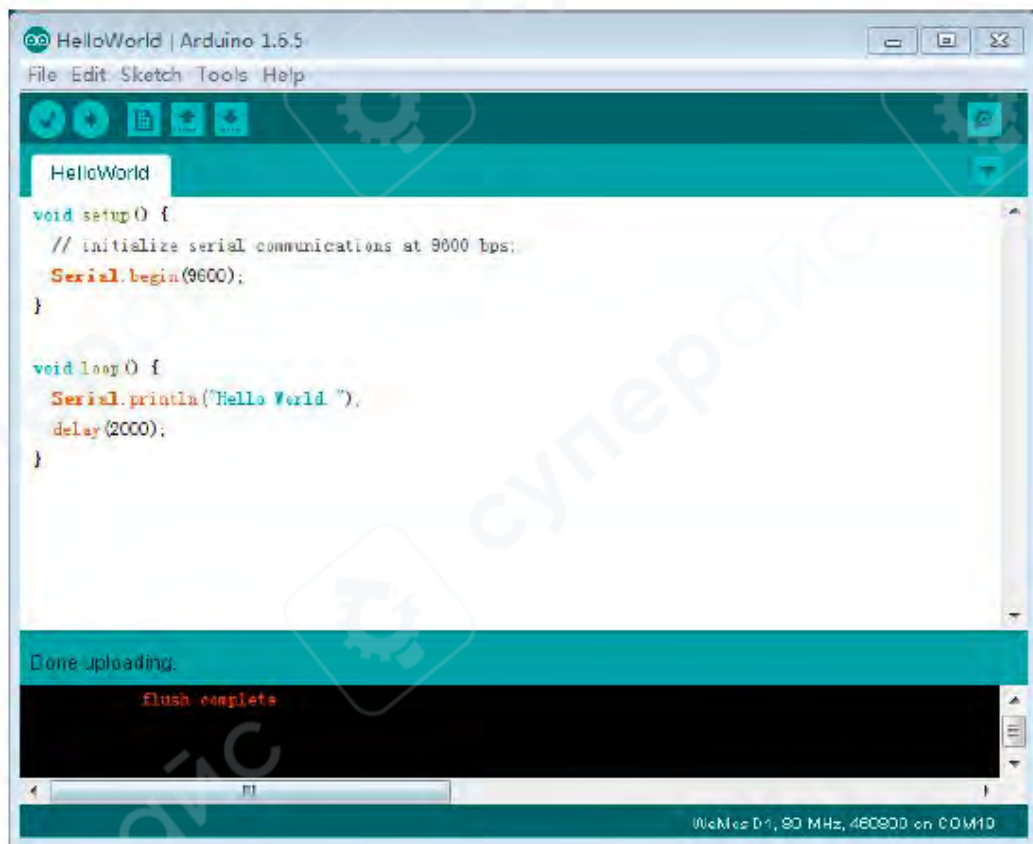 HelloWorld | Arduino 1.6.5
File Edit Sketch Tools Help
HelloWorld
void setup() {
// initialize serial communications at 9600 bps:
Serial.begin(9600);
}
void loop() {
Serial.println("Hello World.");
delay(2000);
}
Done uploading.
flush complete
WeMos D1, 80 MHz, 460800 on COM10
суперайс